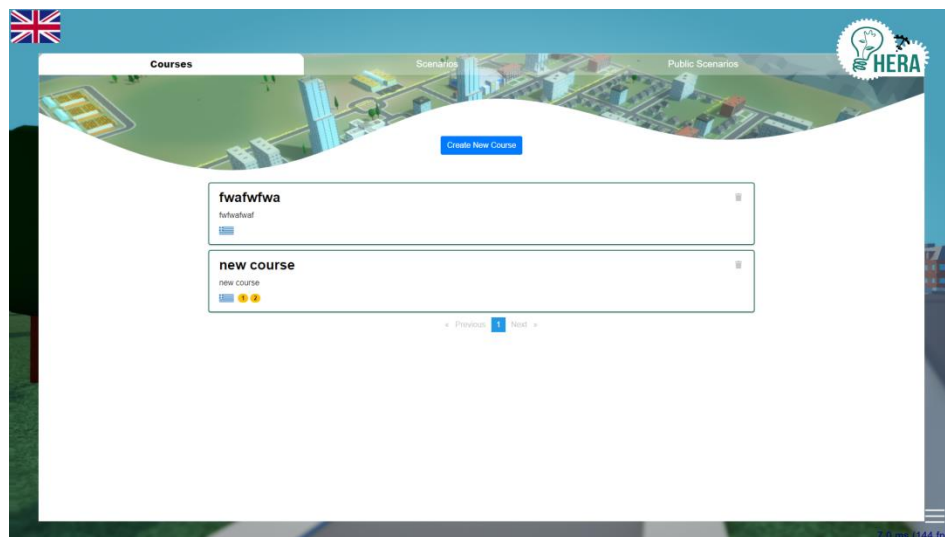 Courses Scenarios Public Scenarios
HERA
Create New Course
fwafwfwa
fwfwafwaf
new course
new course
1 2
« Previous 1 Next »